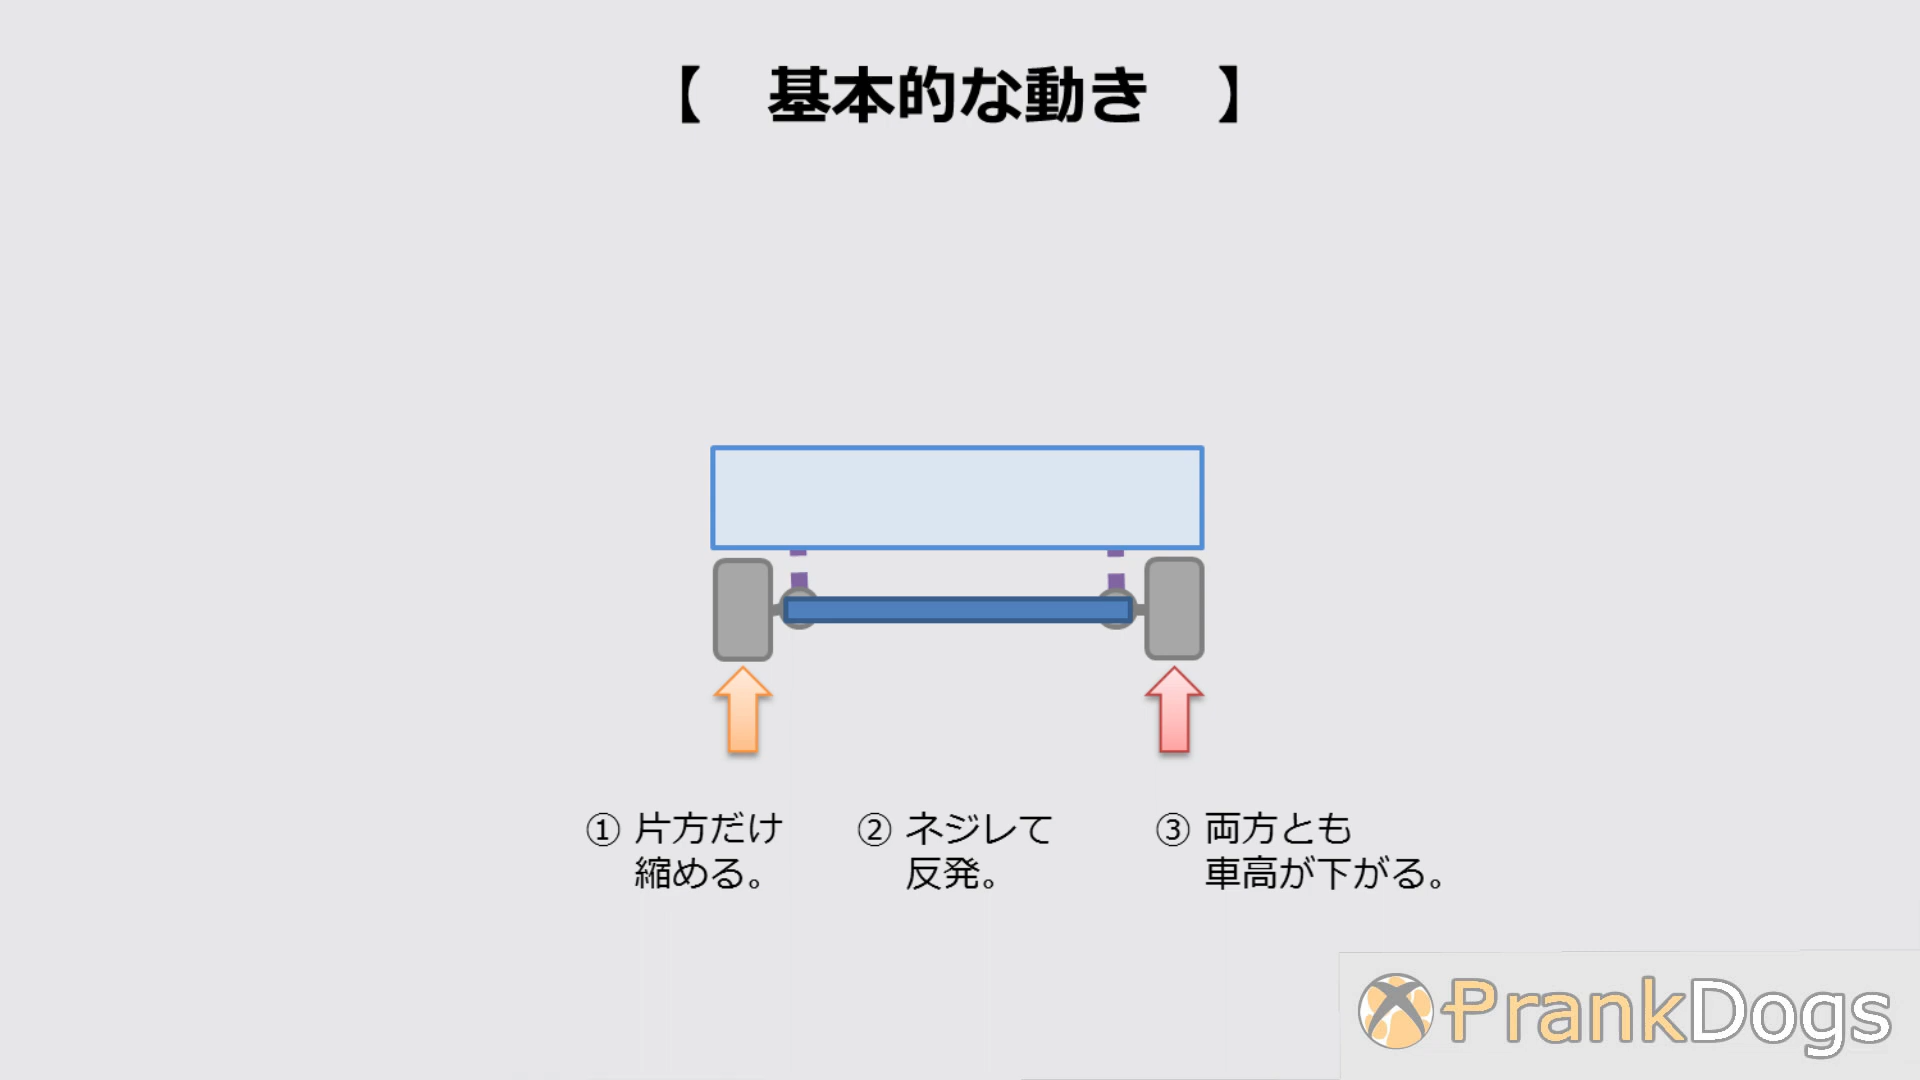 【 基本的な動き 】
① 片方だけ
縮める。
② ネジレて
反発。
③ 両方とも
車高が下がる。
PrankDogs